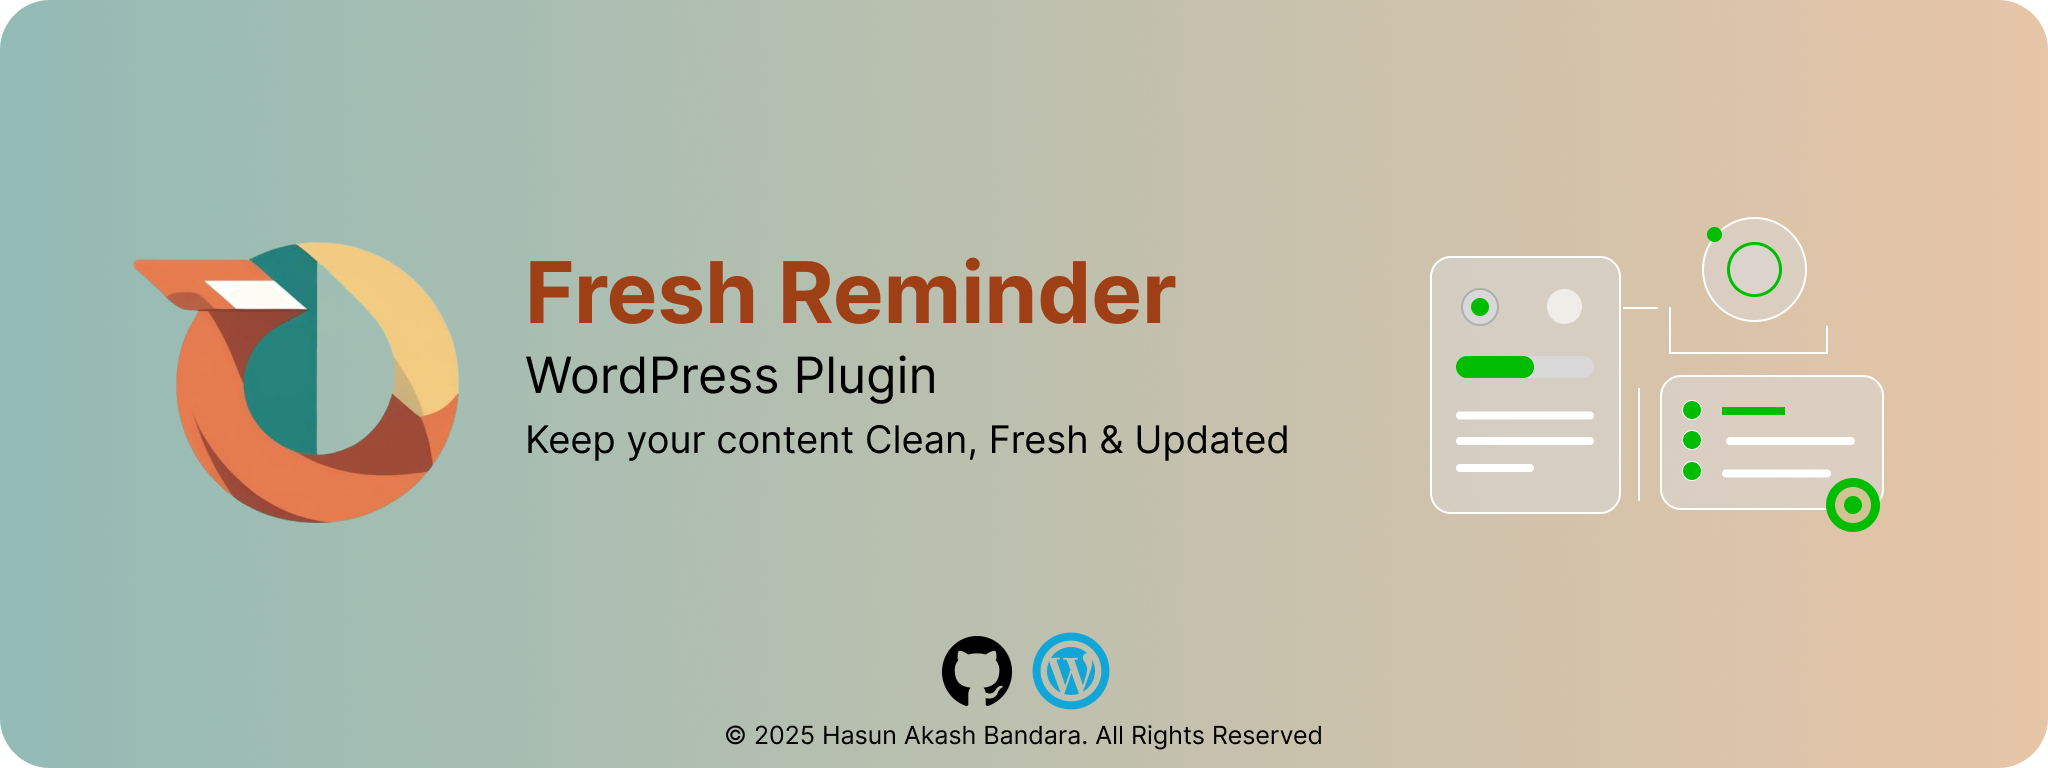 Fresh Reminder
WordPress Plugin
Keep your content Clean, Fresh & Updated
© 2025 Hasun Akash Bandara. All Rights Reserved